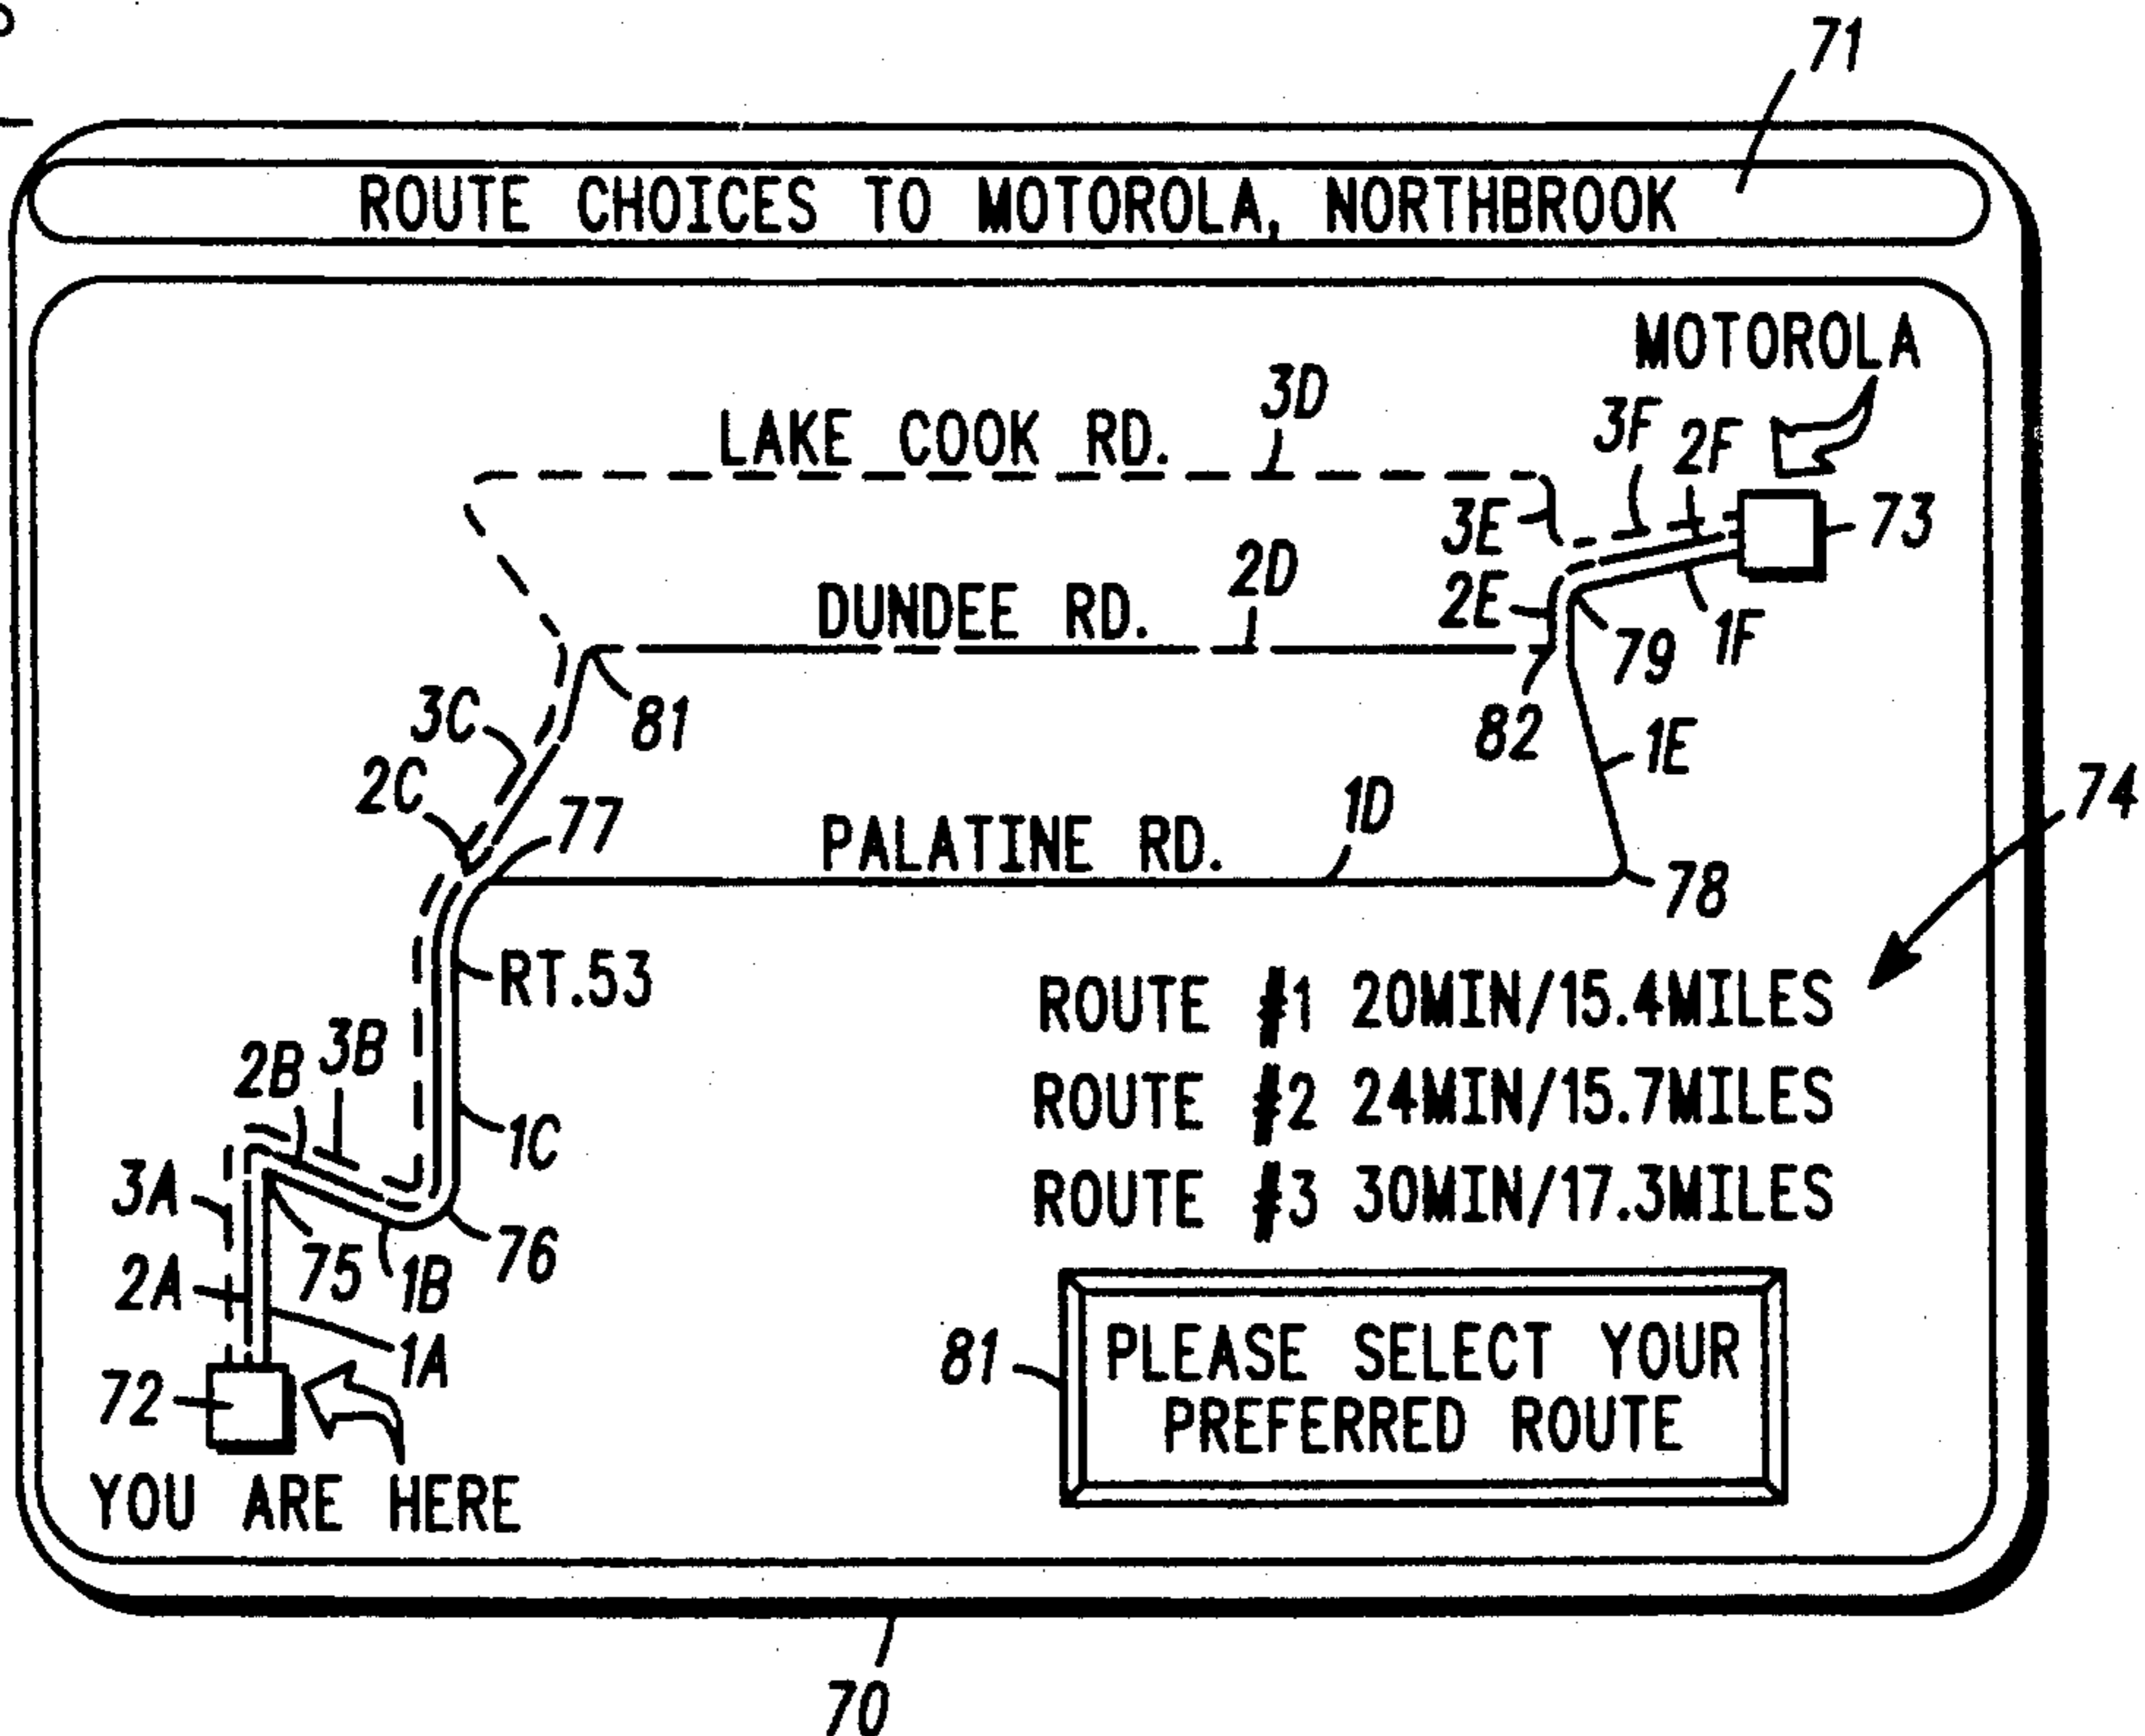 71
ROUTE CHOICES TO MOTOROLA, NORTHBROOK
MOTOROLA
3D
3F 2F
LAKE COOK RD.
3E
73
2D
DUNDEE RD.
2E
79 1F
3C
81
82
1E
2C
77
1D
74
PALATINE RD.
78
RT.53
ROUTE #1 20MIN/15.4MILES
2B 3B
ROUTE #2 24MIN/15.7MILES
1C
3A
ROUTE #3 30MIN/17.3MILES
76
2A
75 1B
1A
81
PLEASE SELECT YOUR
PREFERRED ROUTE
72
YOU ARE HERE
70